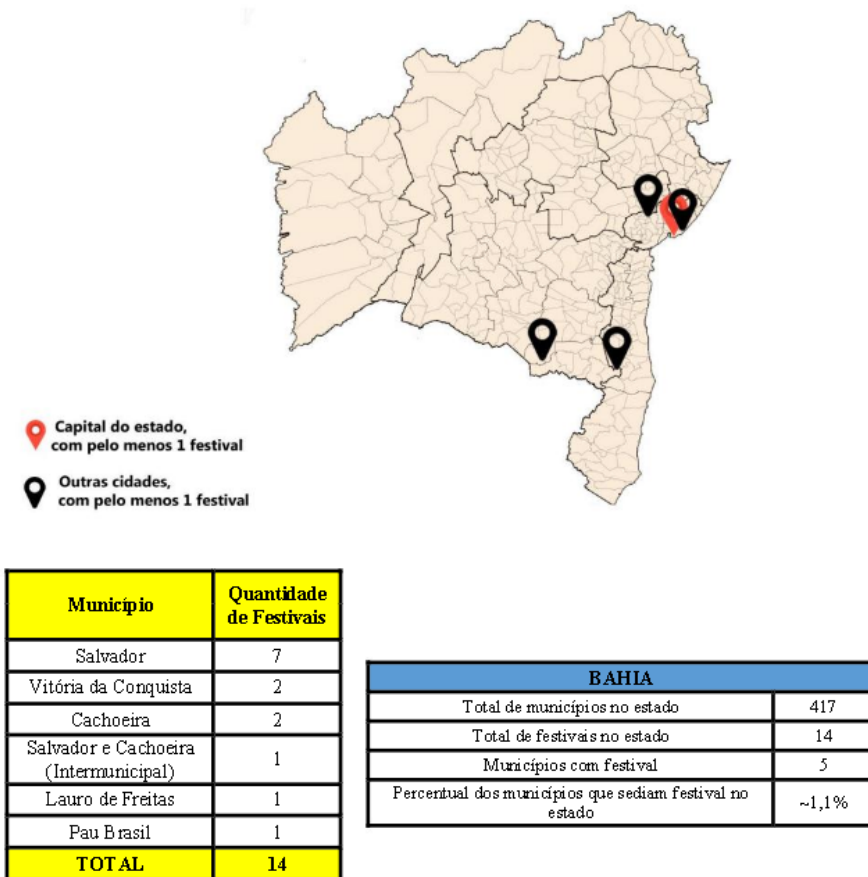 Capital do estado,
com pelo menos 1 festival
Outras cidades,
com pelo menos 1 festival
Município Quantidade
de Festivais
Salvador 7
Vitória da Conquista 2
Cachoeira 2
Salvador e Cachoeira
(Intermunicipal) 1
Lauro de Freitas 1
Pau Brasil 1
TOTAL 14
BAHIA
Total de municípios no estado 417
Total de festivais no estado 14
Municípios com festival 5
Percentual dos municípios que sediam festival no
estado ~1,1%